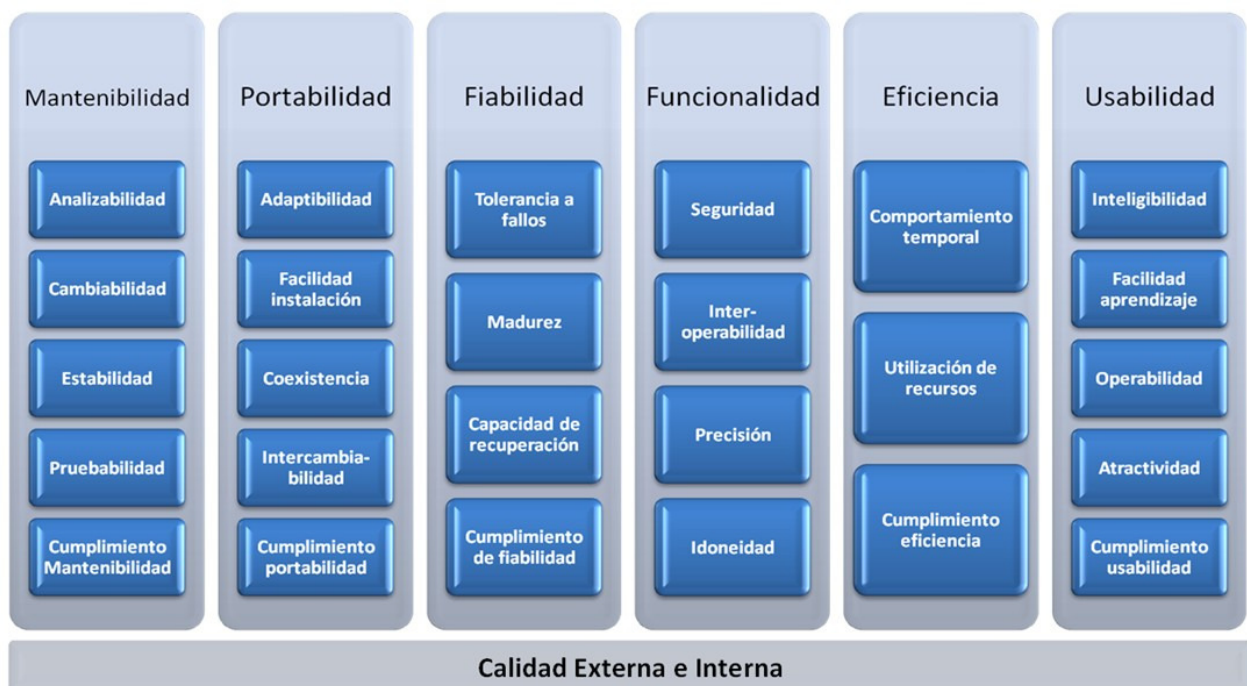 Mantenibilidad
Analizabilidad
Cambiabilidad
Estabilidad
Pruebabilidad
Cumplimiento
Mantenibilidad
Portabilidad
Adaptibilidad
Facilidad
instalación
Coexistencia
Intercambia-
bilidad
Cumplimiento
portabilidad
Fiabilidad
Tolerancia a
fallos
Madurez
Capacidad de
recuperación
Cumplimiento
de fiabilidad
Funcionalidad
Seguridad
Inter-
operabilidad
Precisión
Idoneidad
Eficiencia
Comportamiento
temporal
Utilización de
recursos
Cumplimiento
eficiencia
Usabilidad
Inteligibilidad
Facilidad
aprendizaje
Operabilidad
Atractividad
Cumplimiento
usabilidad
Calidad Externa e Interna